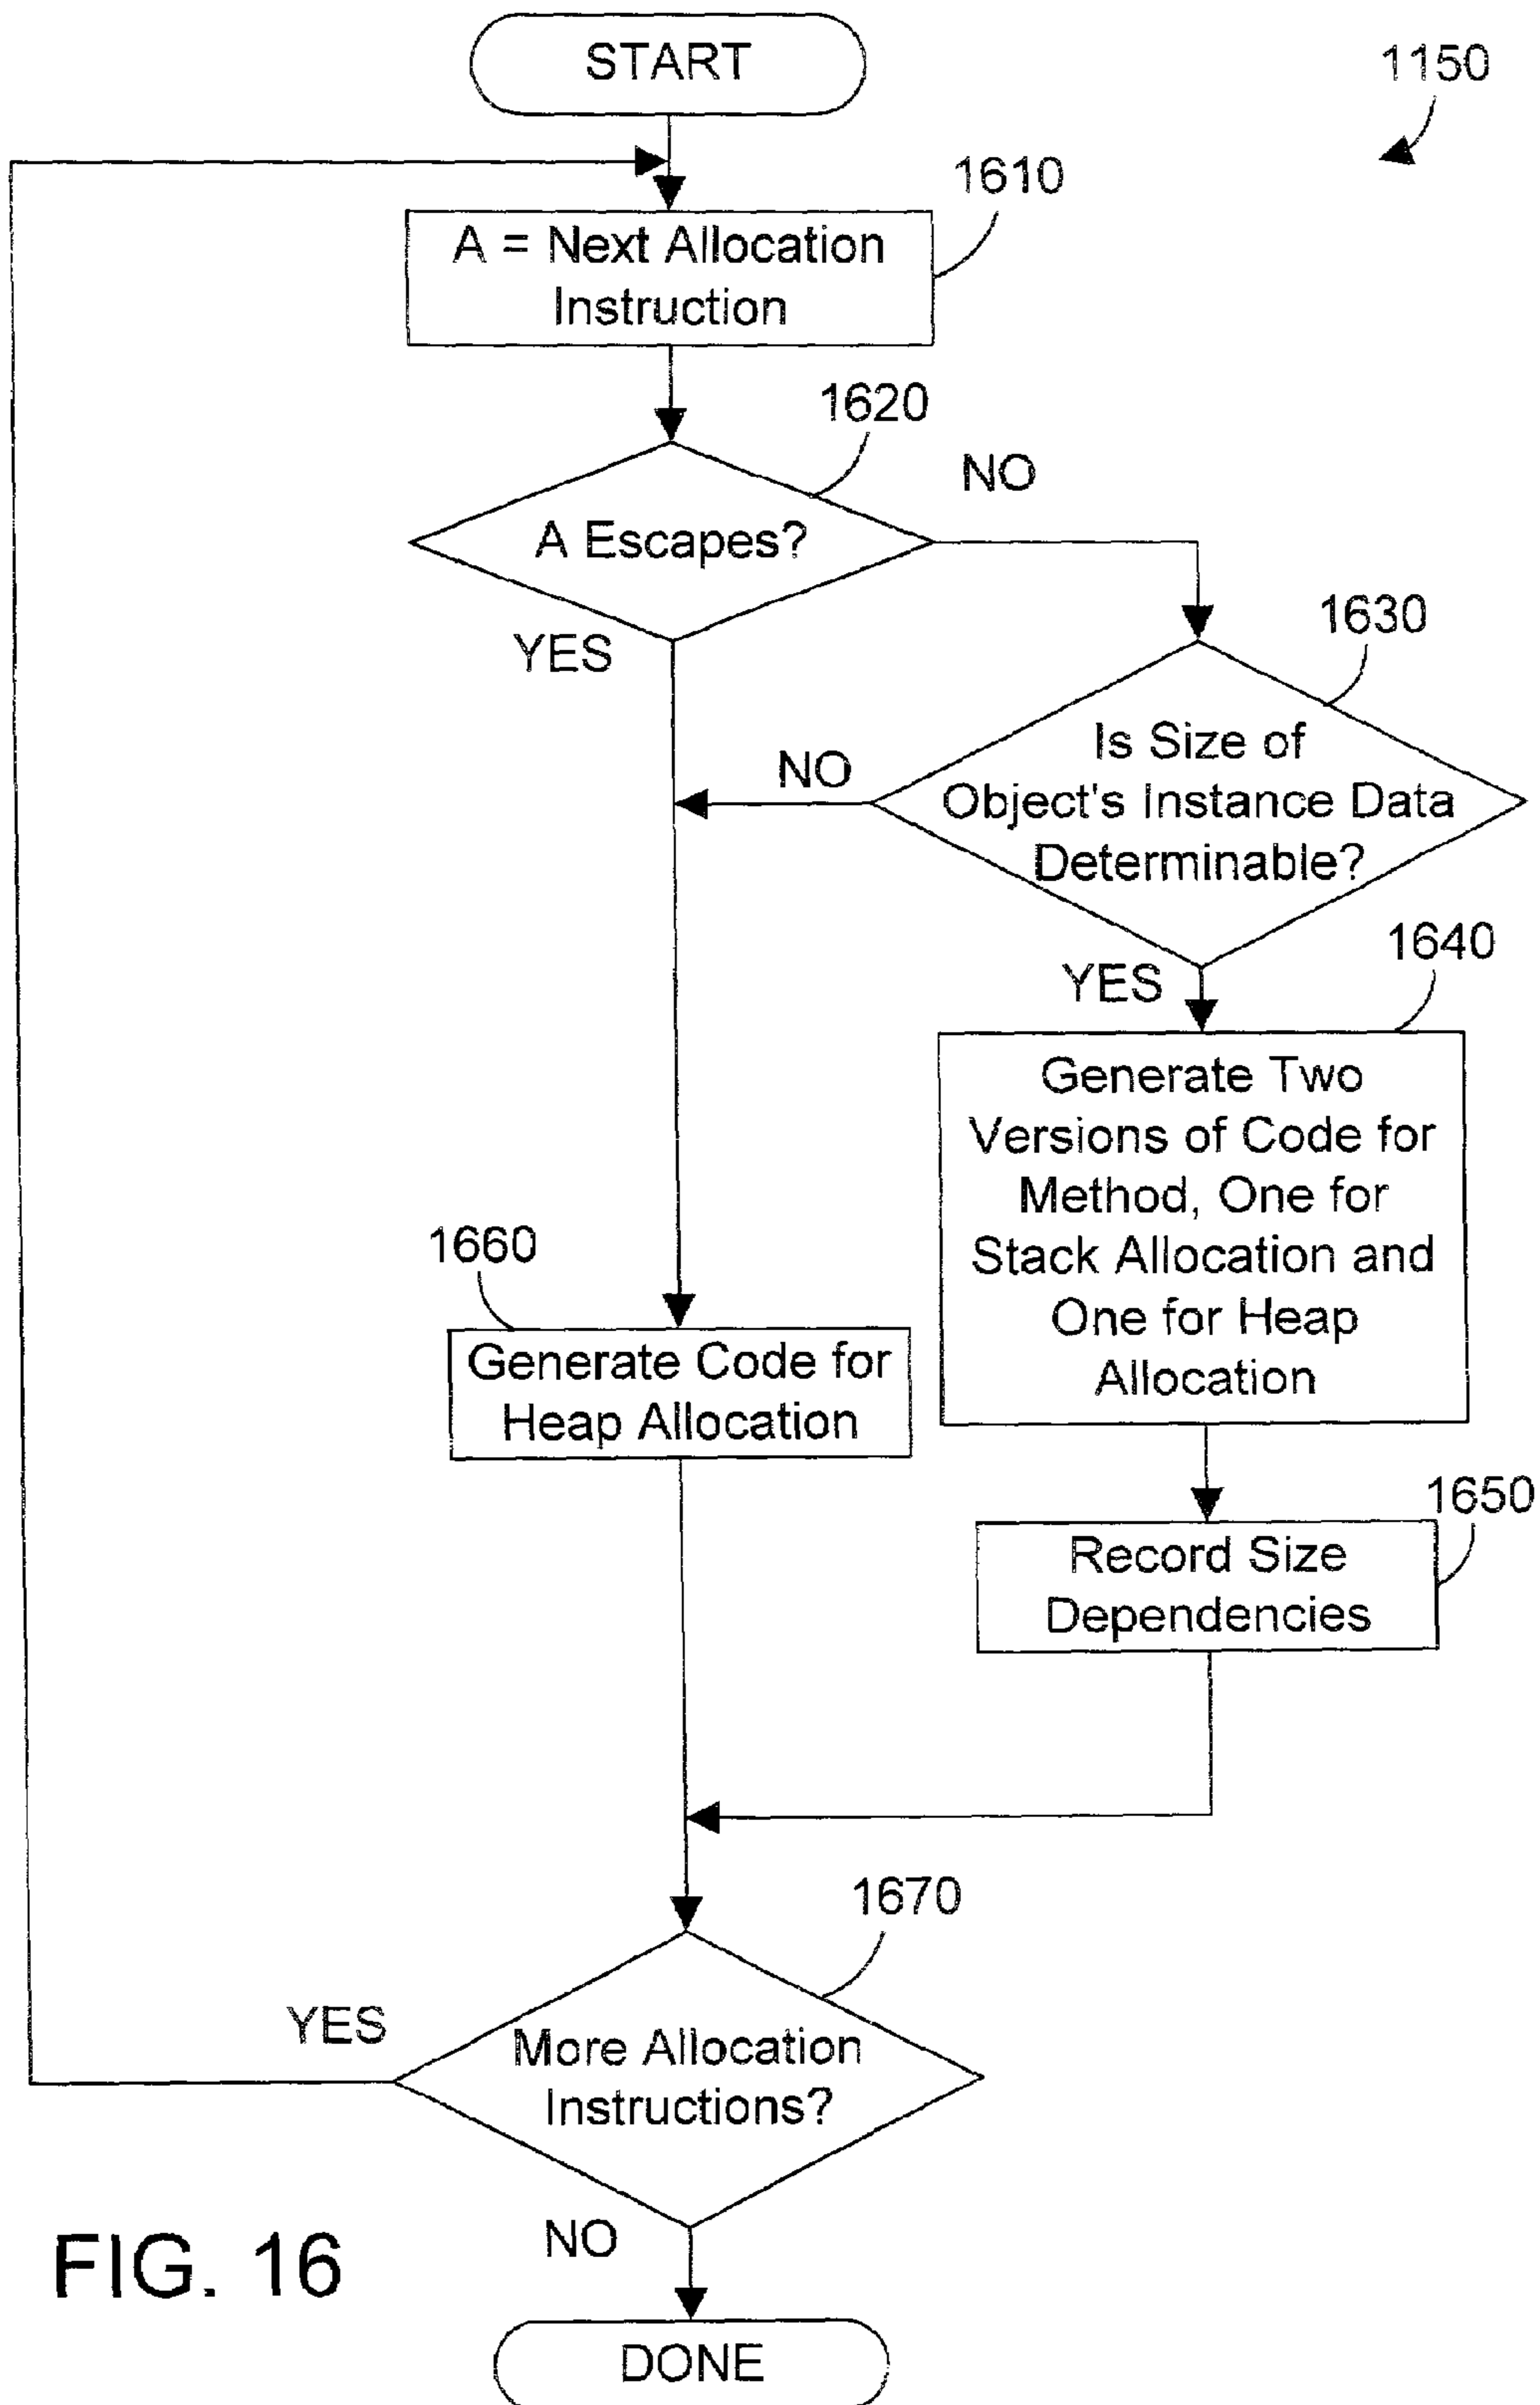 START
1150
1610
A = Next Allocation
Instruction
1620
NO
A Escapes?
YES
1630
Is Size of
Object's Instance Data
Determinable?
NO
YES
1640
Generate Two
Versions of Code for
Method, One for
Stack Allocation and
One for Heap
Allocation
1660
Generate Code for
Heap Allocation
1650
Record Size
Dependencies
1670
YES
More Allocation
Instructions?
NO
FIG. 16
DONE